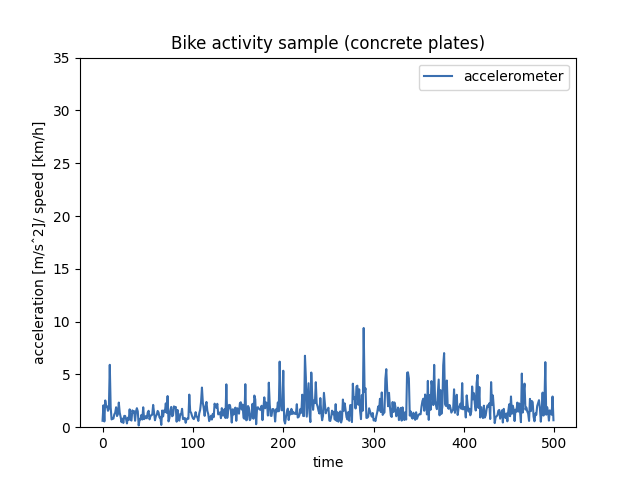 Bike activity sample (concrete plates)
accelerometer
35
30
25
20
15
10
5
0
acceleration [m/sˆ2]/ speed [km/h]
0 100 200 300 400 500
time